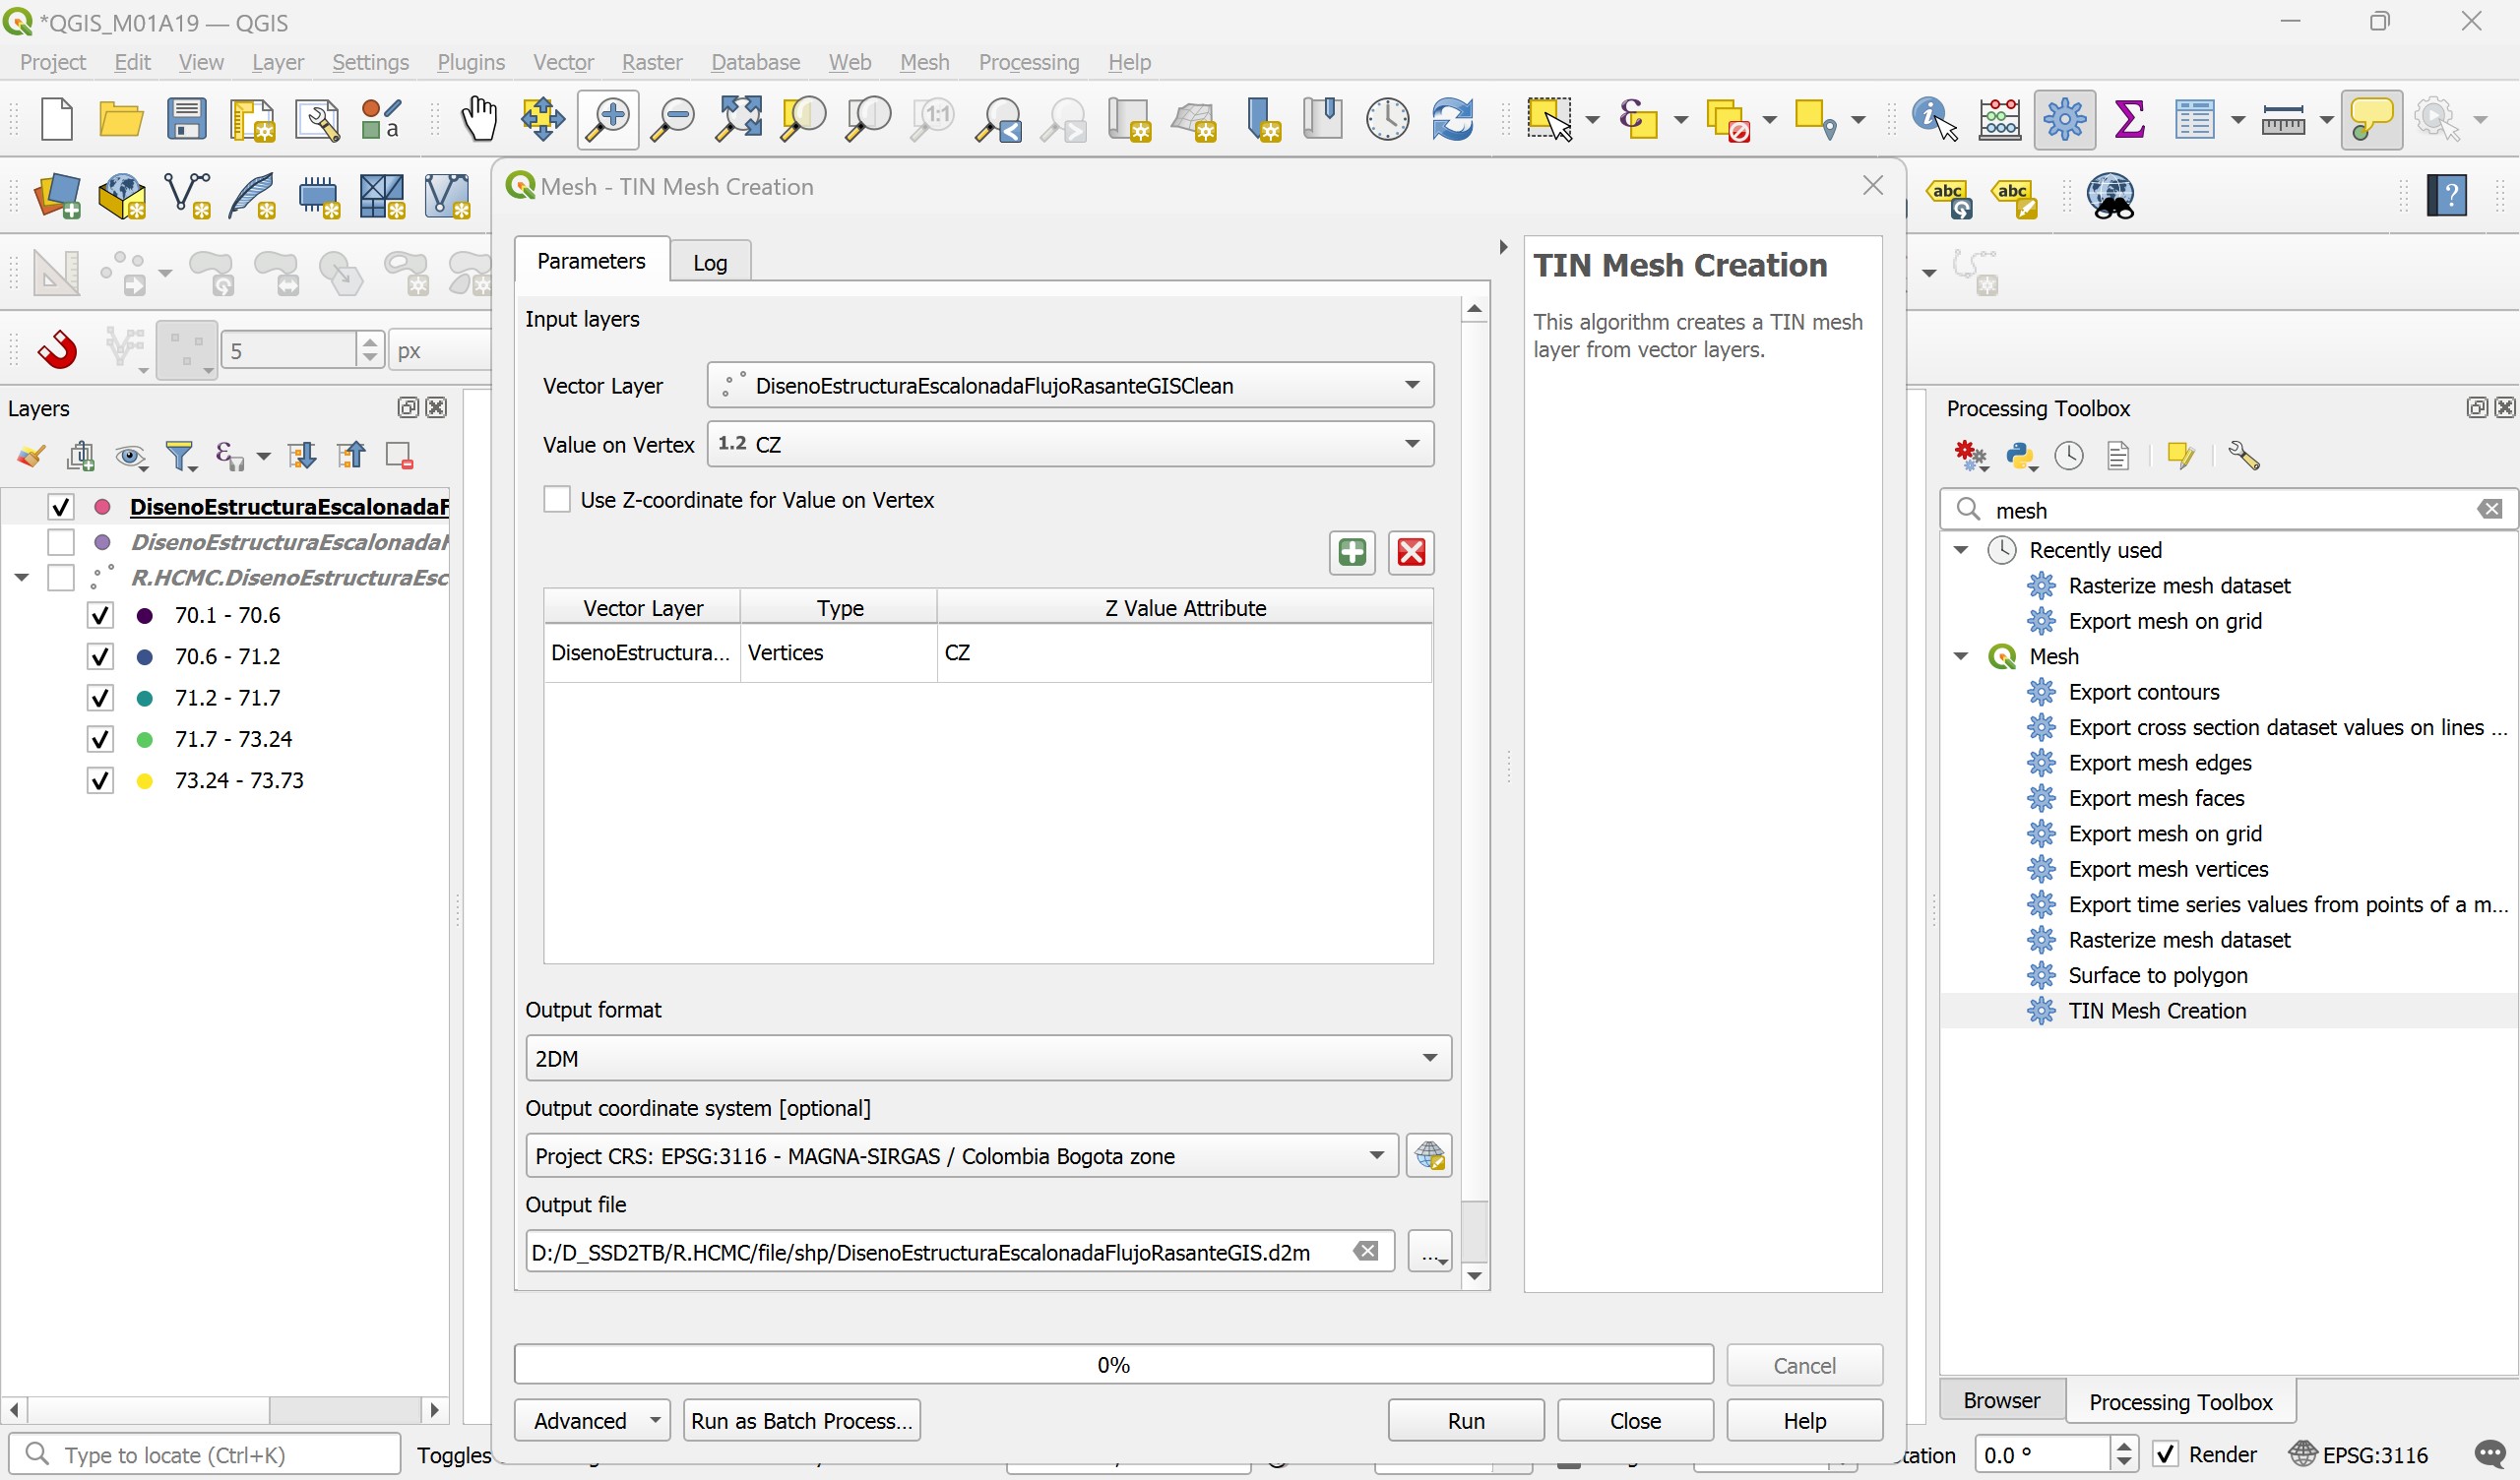 *QGIS_M01A19 — QGIS
Project Edit View Layer Settings Plugins Vector Raster Database Web Mesh Processing Help
Mesh - TIN Mesh Creation
Parameters Log
Input layers
Vector Layer DisenoEstructuraEscalonadaFlujoRasanteGISClean
Value on Vertex 1.2 CZ
Use Z-coordinate for Value on Vertex
Vector Layer Type Z Value Attribute
DisenoEstructura... Vertices CZ
Output format
2DM
Output coordinate system [optional]
Project CRS: EPSG:3116 - MAGNA-SIRGAS / Colombia Bogota zone
Output file
D:/D_SSD2TB/R.HCMC/file/shp/DisenoEstructuraEscalonadaFlujoRasanteGIS.d2m
...
0%
Cancel
Advanced Run as Batch Process... Run Close Help
TIN Mesh Creation
This algorithm creates a TIN mesh
layer from vector layers.
5 px
abc abc
1:1
a
?
Layers
DisenoEstructuraEscalonadaF
DisenoEstructuraEscalonada
R.HCMC.DisenoEstructuraEsc
70.1 - 70.6
70.6 - 71.2
71.2 - 71.7
71.7 - 73.24
73.24 - 73.73
Processing Toolbox
mesh
Recently used
Rasterize mesh dataset
Export mesh on grid
Mesh
Export contours
Export cross section dataset values on lines ...
Export mesh edges
Export mesh faces
Export mesh on grid
Export mesh vertices
Export time series values from points of a m...
Rasterize mesh dataset
Surface to polygon
TIN Mesh Creation
Browser Processing Toolbox
Type to locate (Ctrl+K) Toggles
tation 0.0 ° Render EPSG:3116